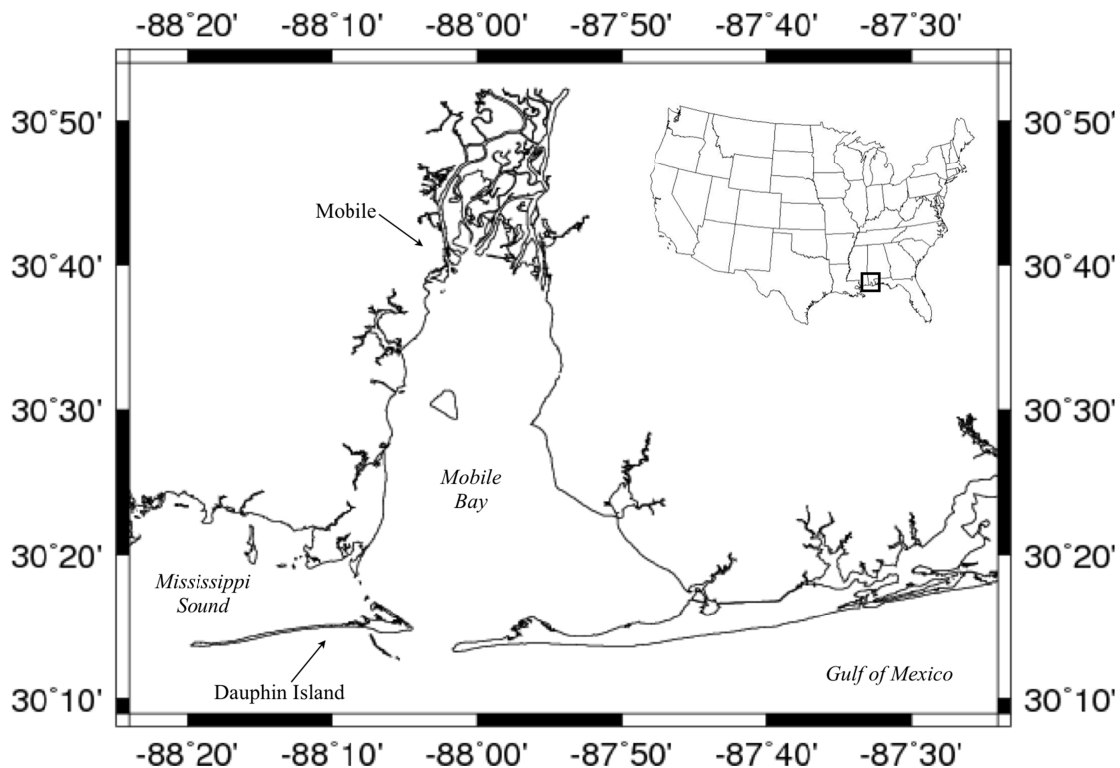 -88˚20' -88˚10' -88˚00' -87˚50' -87˚40' -87˚30'
30˚50' 30˚50'
Mobile
30˚40' 30˚40'
30˚30' 30˚30'
Mobile
Bay
30˚20' 30˚20'
Mississippi
Sound
Gulf of Mexico
Dauphin Island
30˚10' 30˚10'
-88˚20' -88˚10' -88˚00' -87˚50' -87˚40' -87˚30'